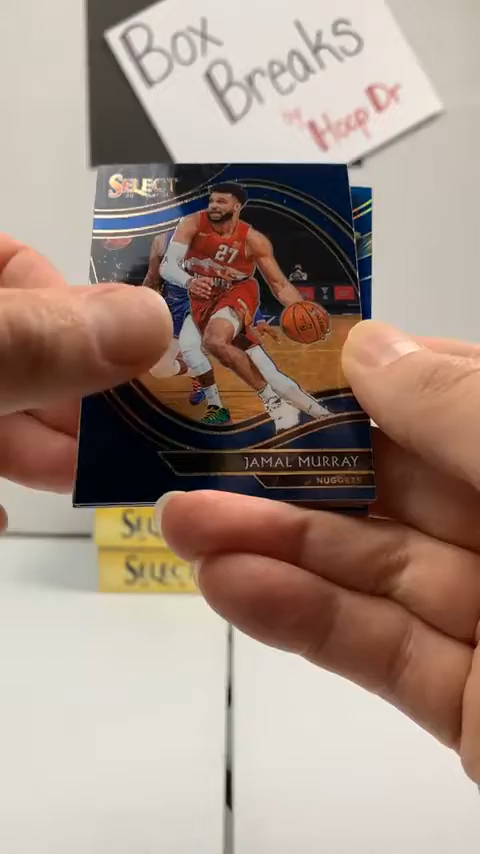 Box
Breaks
by
Hoop Dr
SELECT
27
JAMAL MURRAY
NUGGETS
SELECT
SELECT